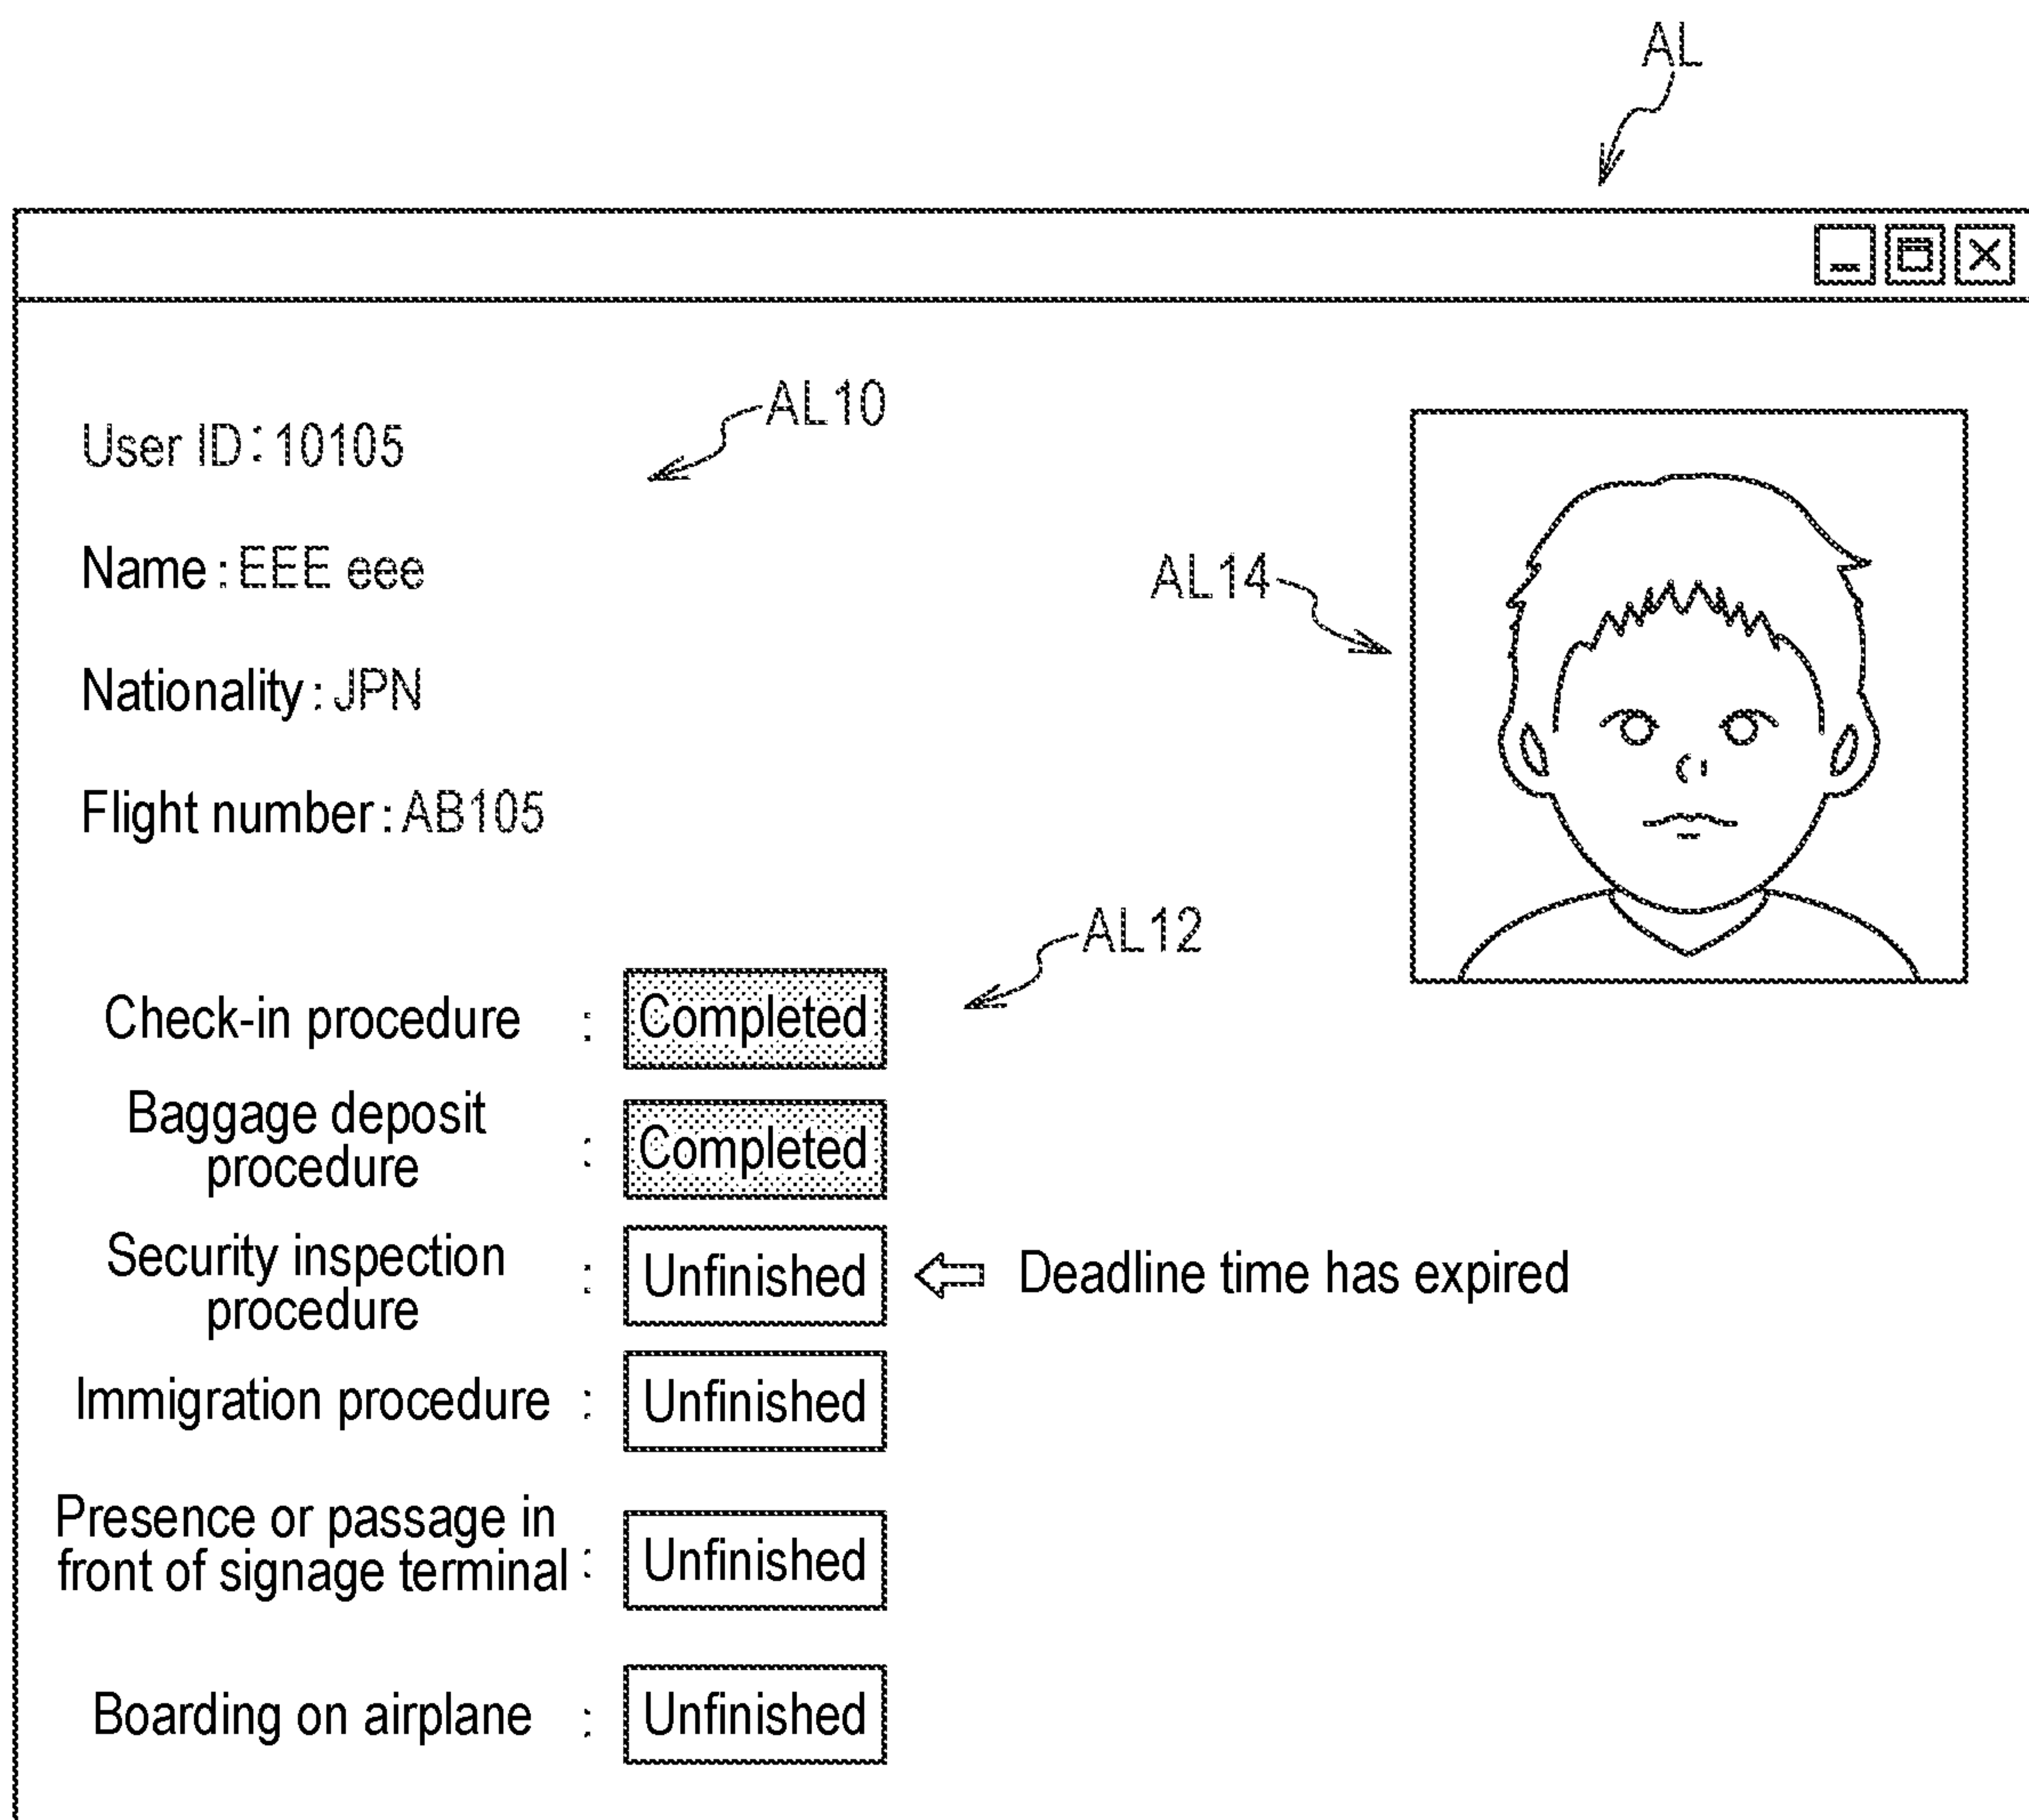 AL
User ID:10105
AL10
Name:EEE eee
AL14
Nationality:JPN
Flight number:AB105
AL12
Check-in procedure : Completed
Baggage deposit
procedure : Completed
Security inspection
procedure : Unfinished Deadline time has expired
Immigration procedure : Unfinished
Presence or passage in
front of signage terminal : Unfinished
Boarding on airplane : Unfinished